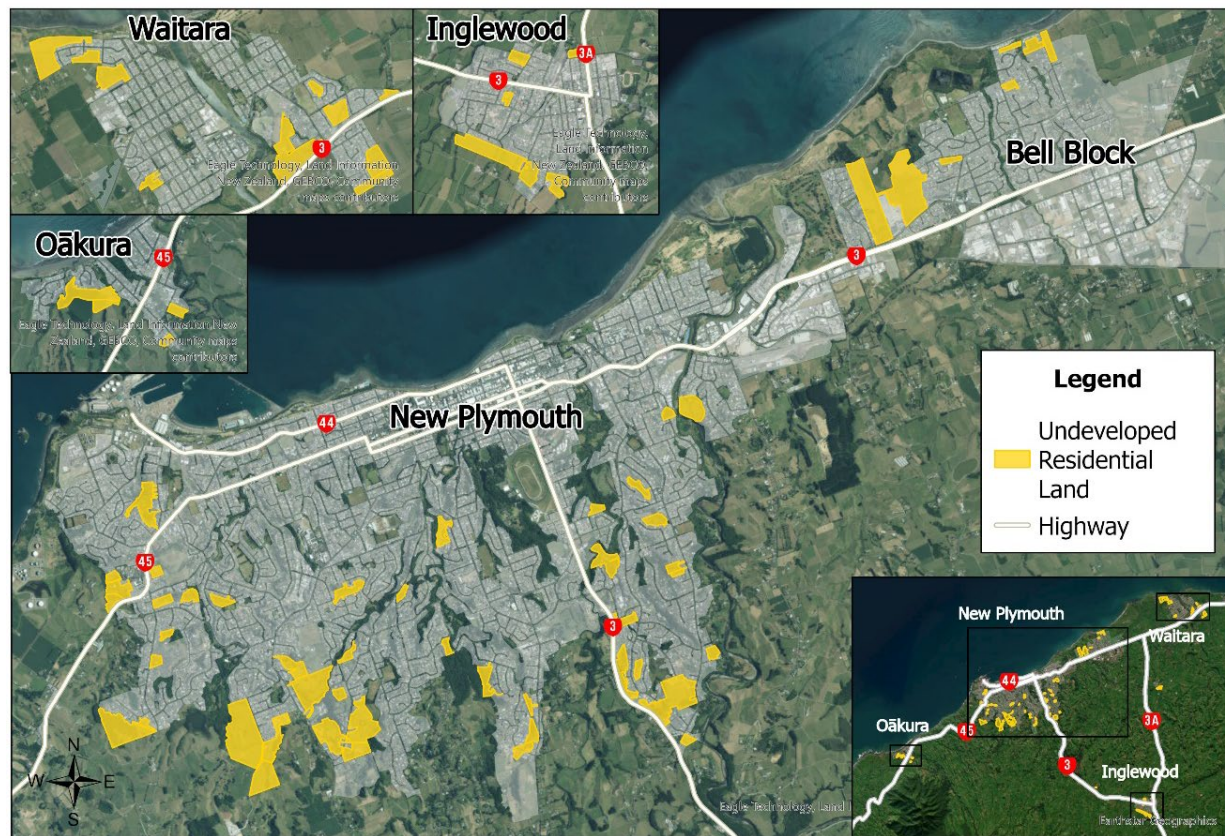 Waitara
3
Eagle Technology, Land Information
New Zealand, GEBCO, Community
maps contributors
Inglewood
3A
3
Eagle Technology,
Land Information
New Zealand, GEBCO,
Community maps
contributors
Oākura
45
Eagle Technology, Land Information New
Zealand, GEBCO, Community maps
contributors
Bell Block
3
New Plymouth
44
45
3
Legend
Undeveloped
Residential
Land
Highway
N
W E
S
Eagle Technology, Land I
New Plymouth
Waitara
44
Oākura
45
3A
3
Inglewood
Earthstar Geographics